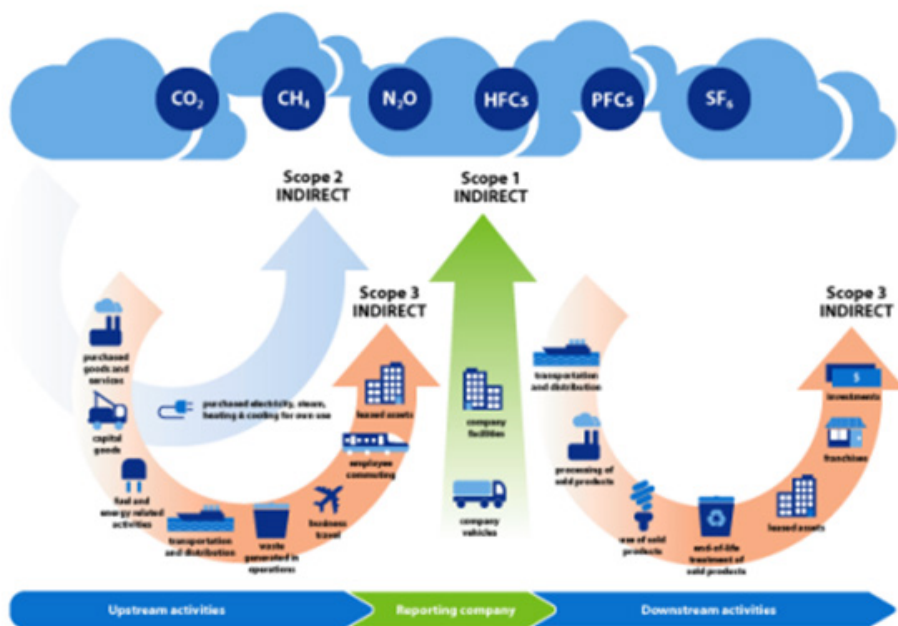 CO₂
CH₄
N₂O
HFCs
PFCs
SF₆
Scope 2
INDIRECT
Scope 1
INDIRECT
Scope 3
INDIRECT
Scope 3
INDIRECT
purchased
goods and
services
capital
goods
fuel and
energy related
activities
transportation
and distribution
waste
generated in
operations
business
travel
employee
commuting
leased assets
purchased electricity, steam,
heating & cooling for own use
company
facilities
company
vehicles
transportation
and distribution
processing of
sold products
use of sold
products
end-of-life
treatment of
sold products
leased assets
franchises
$
investments
Upstream activities
Reporting company
Downstream activities